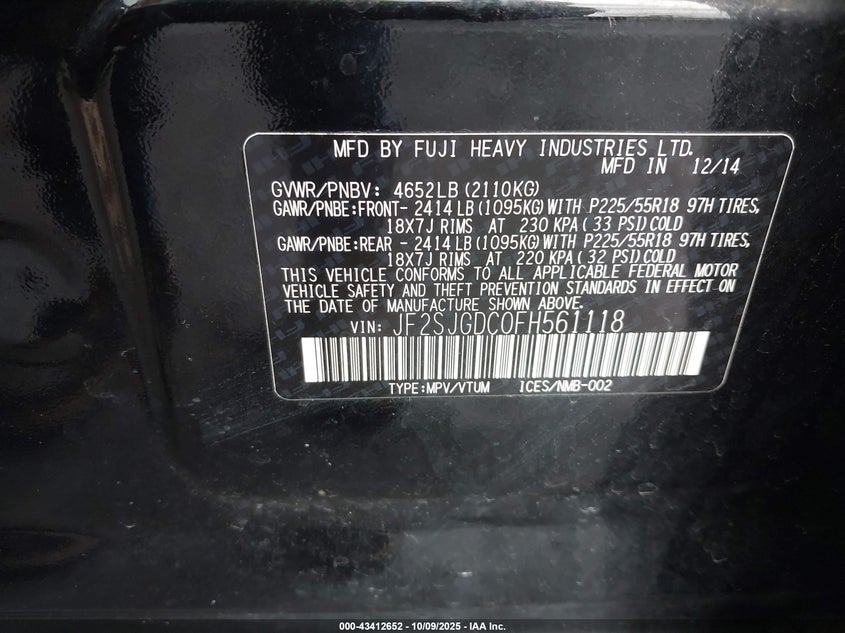 MFD BY FUJI HEAVY INDUSTRIES LTD.
MFD IN 12/14
GVWR/PNBV: 4652LB (2110KG)
GAWR/PNBE:FRONT- 2414 LB (1095KG) WITH P225/55R18 97H TIRES,
18X7J RIMS AT 230 KPA ( 33 PSI) COLD
GAWR/PNBE:REAR - 2414 LB (1095KG) WITH P225/55R18 97H TIRES,
18X7J RIMS AT 220 KPA ( 32 PSI) COLD
THIS VEHICLE CONFORMS TO ALL APPLICABLE FEDERAL MOTOR
VEHICLE SAFETY AND THEFT PREVENTION STANDARDS IN EFFECT ON
THE DATE OF MANUFACTURE SHOWN ABOVE.
VIN: JF2SJGDC0FH561118
TYPE:MPV/VTUM ICES/NMB-002
000-43412652 - 10/09/2025 - IAA Inc.